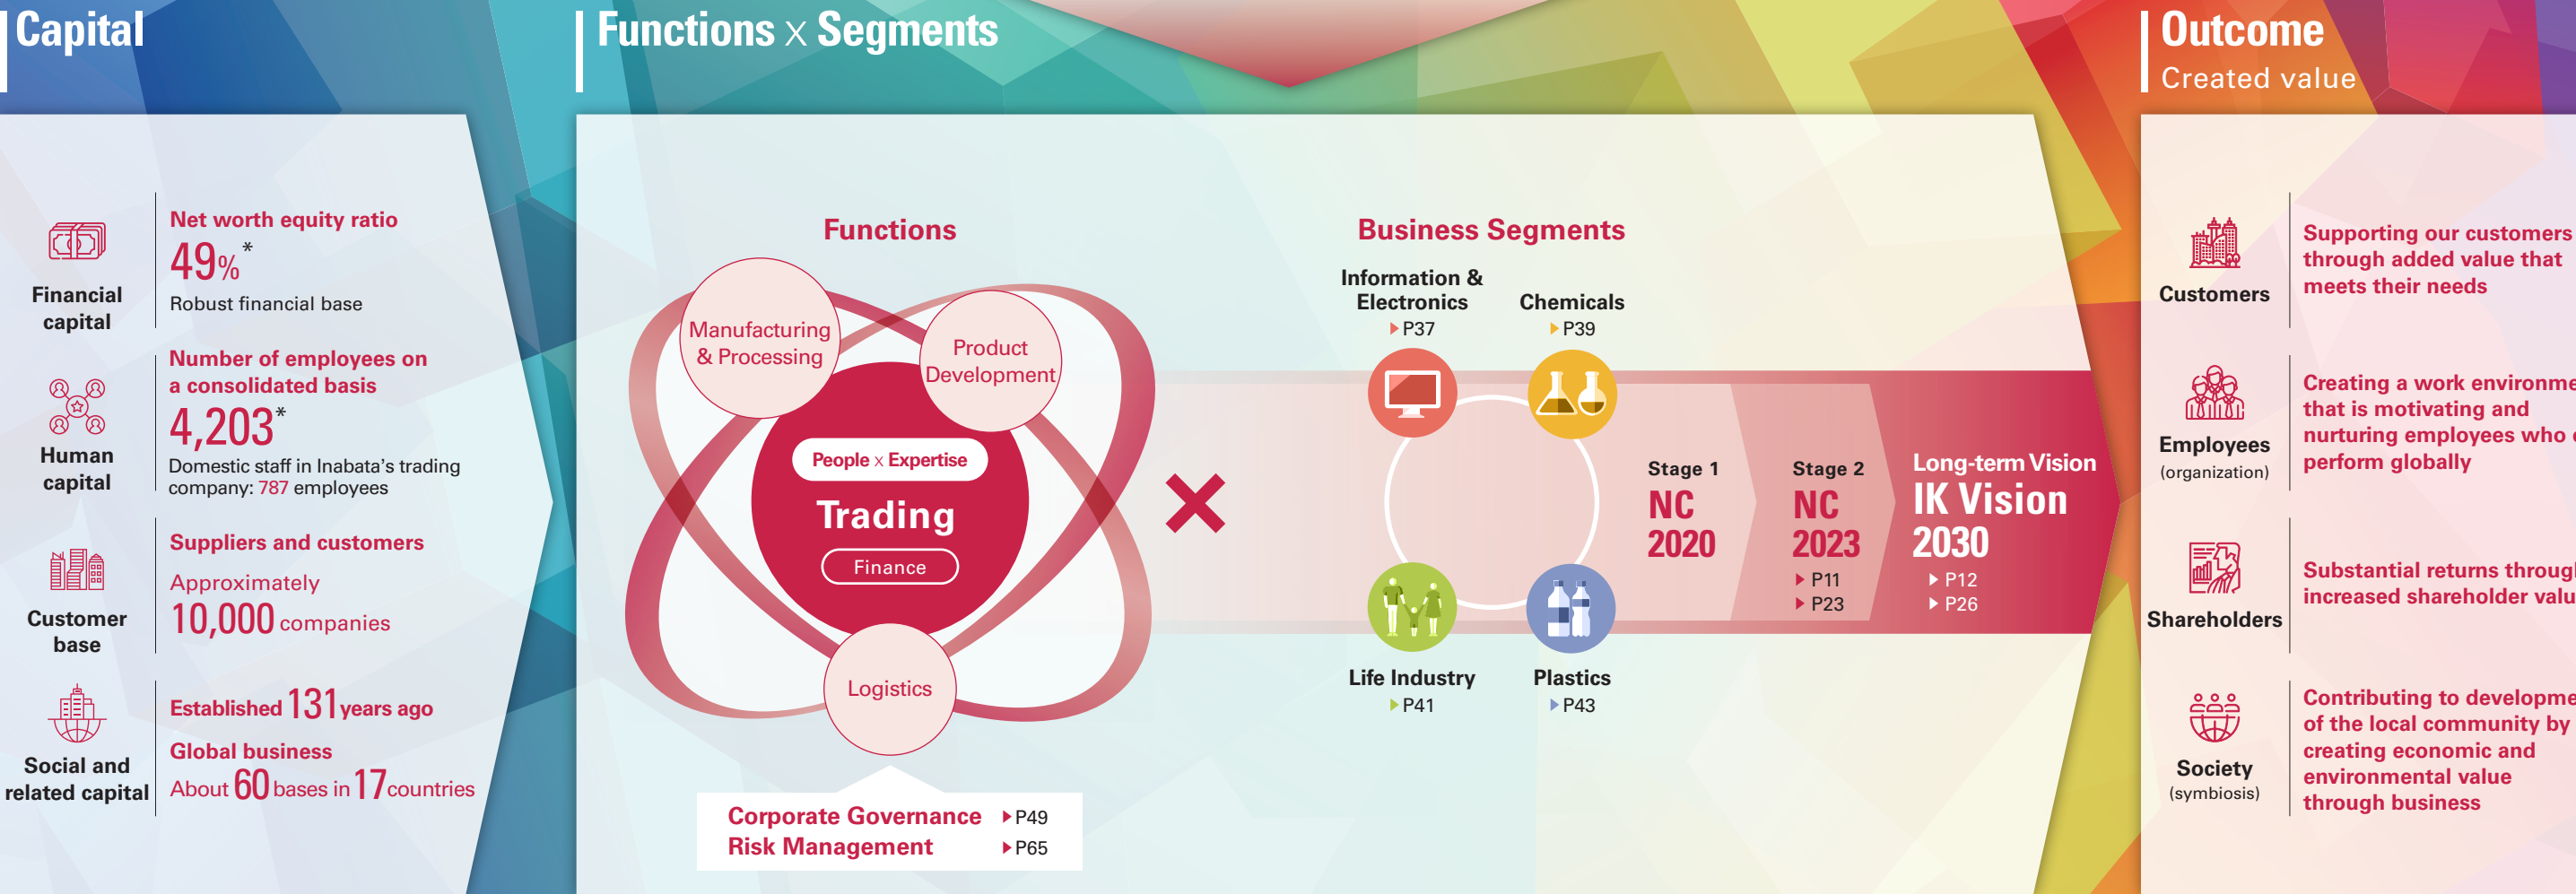 Capital
Financial
capital
Net worth equity ratio
49%*
Robust financial base
Human
capital
Number of employees on
a consolidated basis
4,203*
Domestic staff in Inabata's trading
company: 787 employees
Customer
base
Suppliers and customers
Approximately
10,000 companies
Social and
related capital
Established 131 years ago
Global business
About 60 bases in 17 countries
Functions x Segments
Functions
Manufacturing
& Processing
Product
Development
People x Expertise
Trading
Finance
Logistics
Corporate Governance ▶P49
Risk Management ▶P65
Business Segments
Information &
Electronics
▶P37
Chemicals
▶P39
Life Industry
▶P41
Plastics
▶P43
Stage 1
NC
2020
Stage 2
NC
2023
▶P11
▶P23
Long-term Vision
IK Vision
2030
▶P12
▶P26
Outcome
Created value
Customers
Supporting our customers
through added value that
meets their needs
Employees
(organization)
Creating a work environme
that is motivating and
nurturing employees who
perform globally
Shareholders
Substantial returns throug
increased shareholder valu
Society
(symbiosis)
Contributing to developme
of the local community by
creating economic and
environmental value
through business